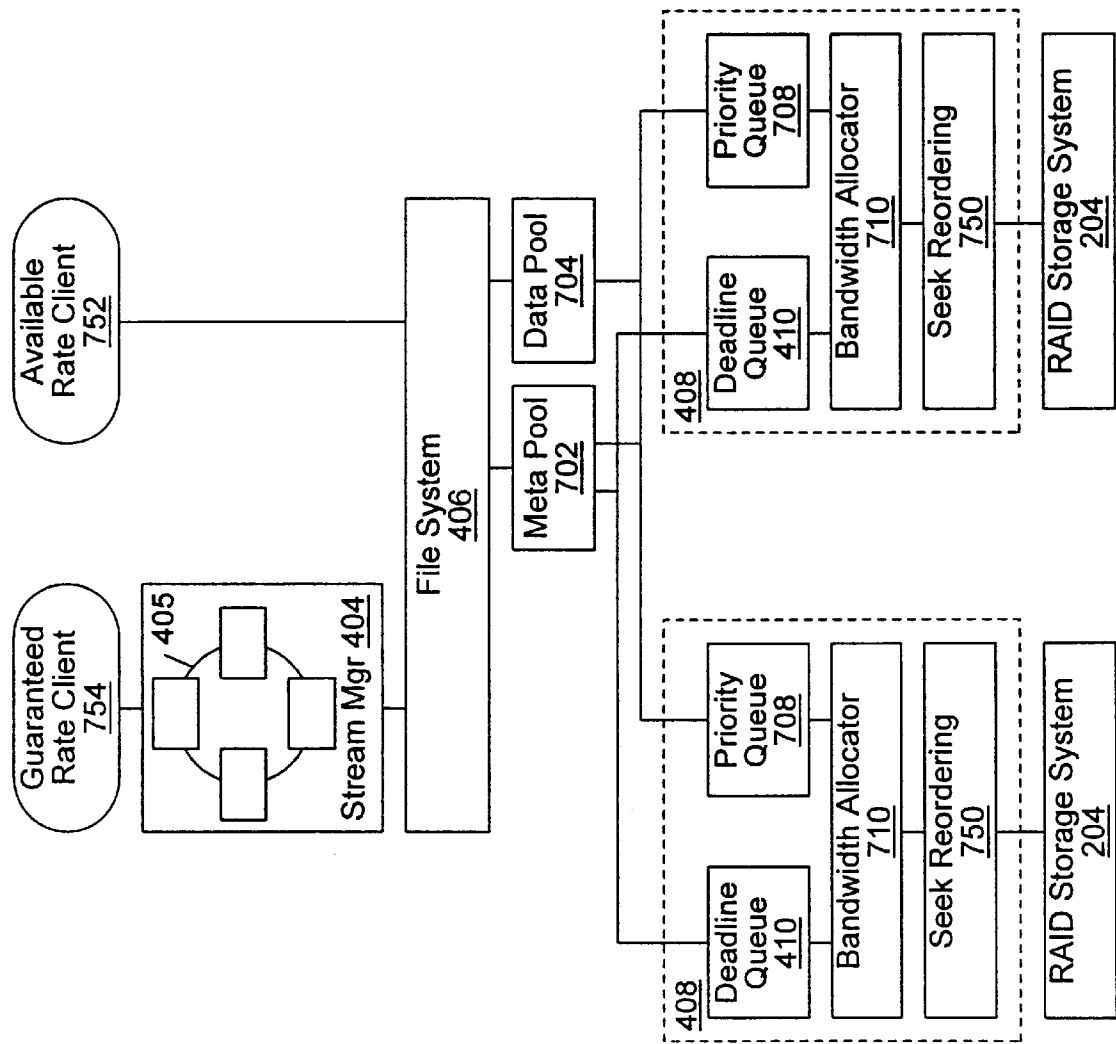 Guaranteed
Rate Client
754
Available
Rate Client
752
405
Stream Mgr 404
File System
406
Meta Pool
702
Data Pool
704
408
Deadline
Queue
410
Priority
Queue
708
Bandwidth Allocator
710
Seek Reordering
750
RAID Storage System
204
408
Deadline
Queue
410
Priority
Queue
708
Bandwidth Allocator
710
Seek Reordering
750
RAID Storage System
204